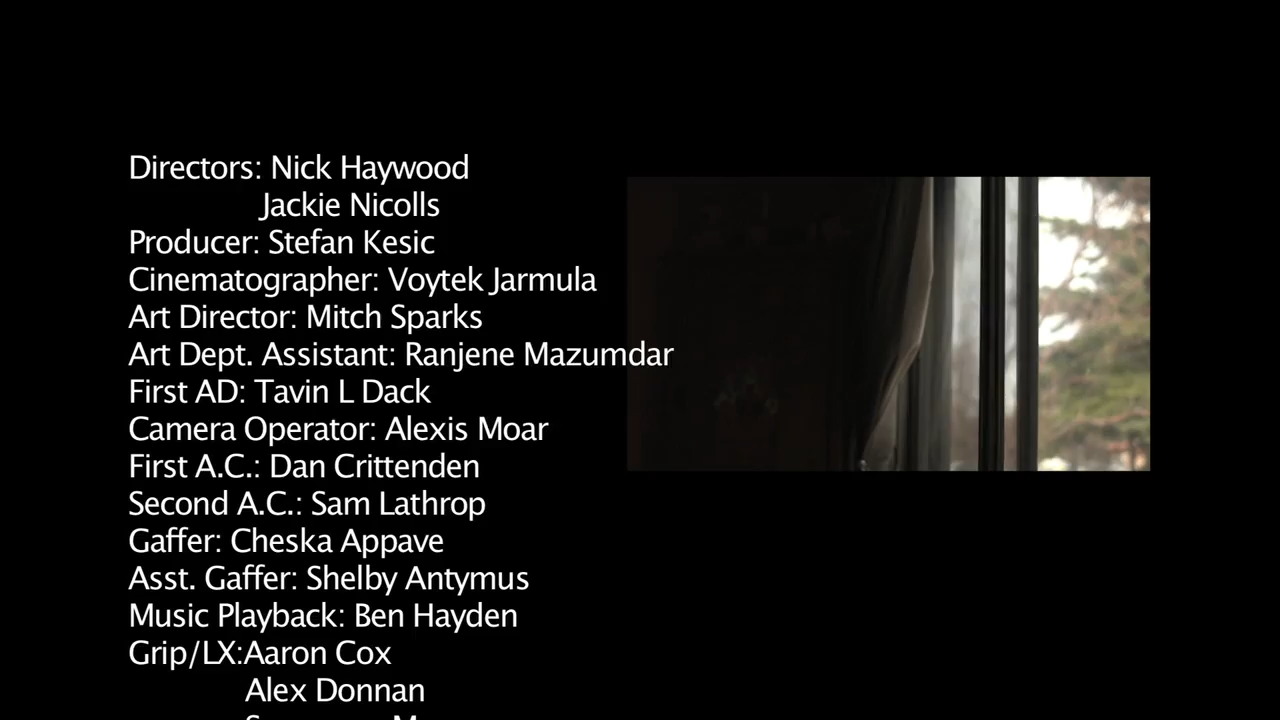 Directors: Nick Haywood
Jackie Nicolls
Producer: Stefan Kesic
Cinematographer: Voytek Jarmula
Art Director: Mitch Sparks
Art Dept. Assistant: Ranjene Mazumdar
First AD: Tavin L Dack
Camera Operator: Alexis Moar
First A.C.: Dan Crittenden
Second A.C.: Sam Lathrop
Gaffer: Cheska Appave
Asst. Gaffer: Shelby Antymus
Music Playback: Ben Hayden
Grip/LX:Aaron Cox
Alex Donnan